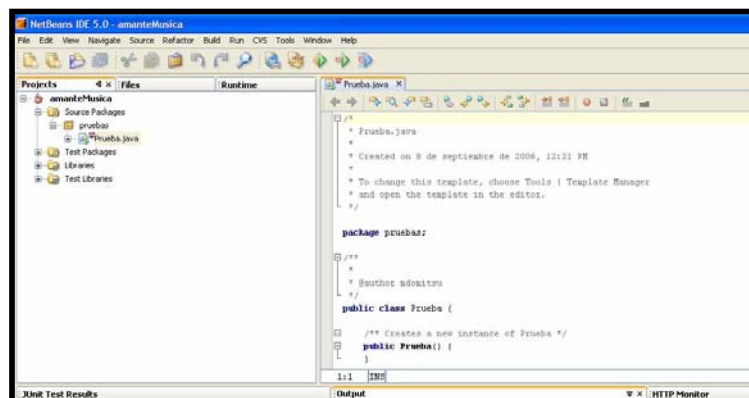 NetBeans IDE 5.0 - amanteMusica
File Edit View Navigate Source Refactor Build Run CVS Tools Window Help
Projects Files Runtime
amanteMusica
Source Packages
pruebas
Prueba.java
Test Packages
Libraries
Test Libraries
Prueba.java
/*
* Prueba.java
*
* Created on 8 de septiembre de 2006, 12:21 PM
*
* To change this template, choose Tools | Template Manager
* and open the template in the editor.
*/
package pruebas;
/**
*
* @author mdomitsu
*/
public class Prueba {
/** Creates a new instance of Prueba */
public Prueba() {
}
1:1 INS
JUnit Test Results
Output
HTTP Monitor